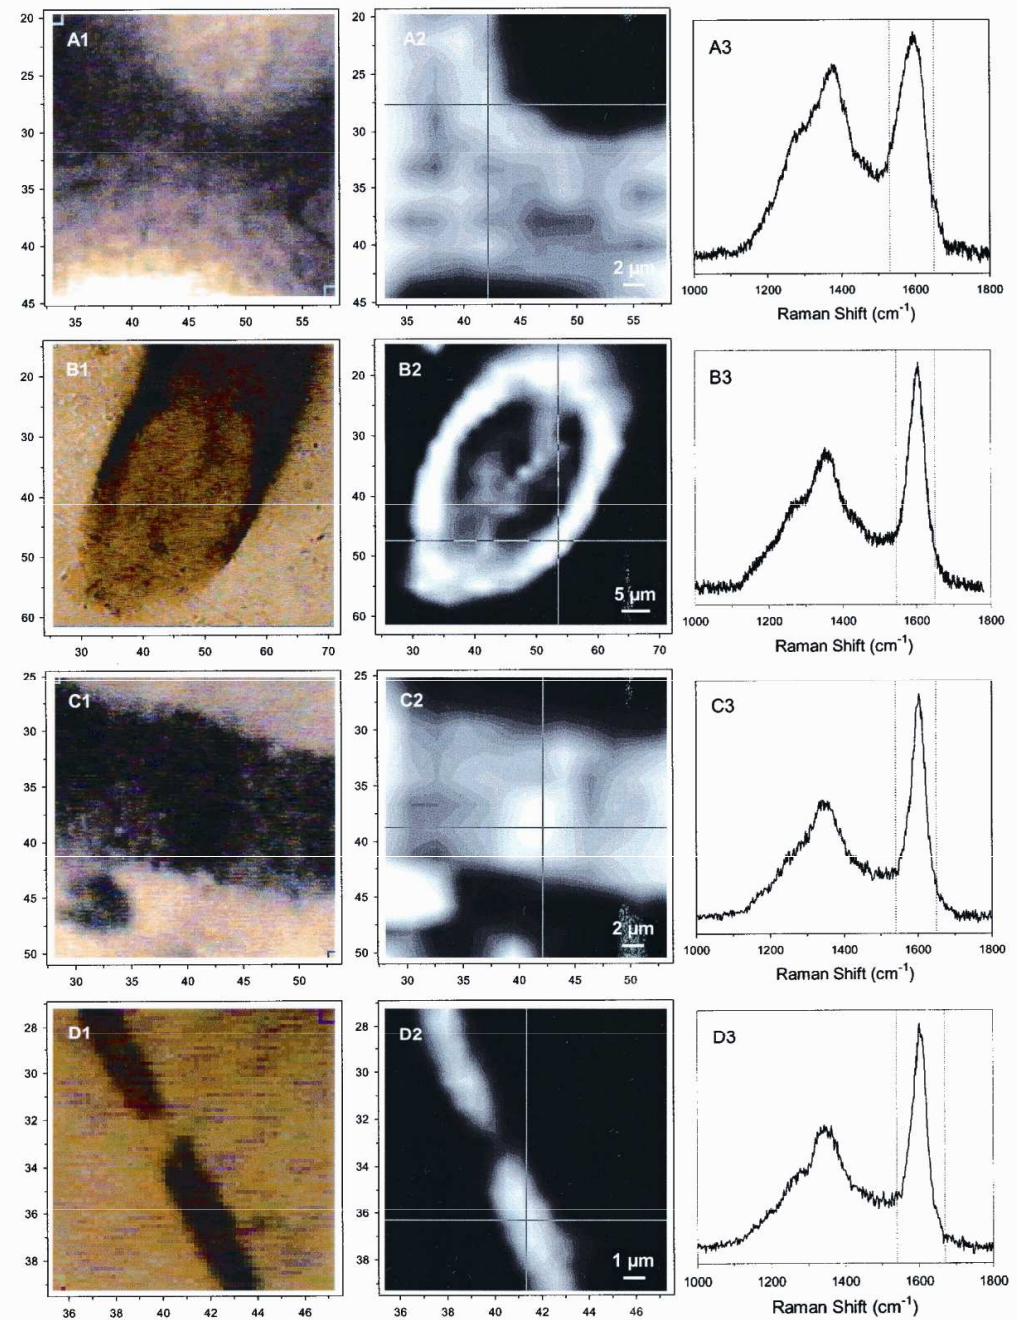 A1
20
25
30
35
40
45
35 40 45 50 55
A2
20
25
30
35
40
45
2 µm
35 40 45 50 55
A3
1000 1200 1400 1600 1800
Raman Shift (cm-1)
B1
20
30
40
50
60
30 40 50 60 70
B2
20
30
40
50
60
5 µm
30 40 50 60 70
B3
1000 1200 1400 1600 1800
Raman Shift (cm-1)
C1
25
30
35
40
45
50
30 35 40 45 50
C2
25
30
35
40
45
50
2 µm
30 35 40 45 50
C3
1000 1200 1400 1600 1800
Raman Shift (cm-1)
D1
28
30
32
34
36
38
36 38 40 42 44 46
D2
28
30
32
34
36
38
1 µm
36 38 40 42 44 46
D3
1000 1200 1400 1600 1800
Raman Shift (cm-1)